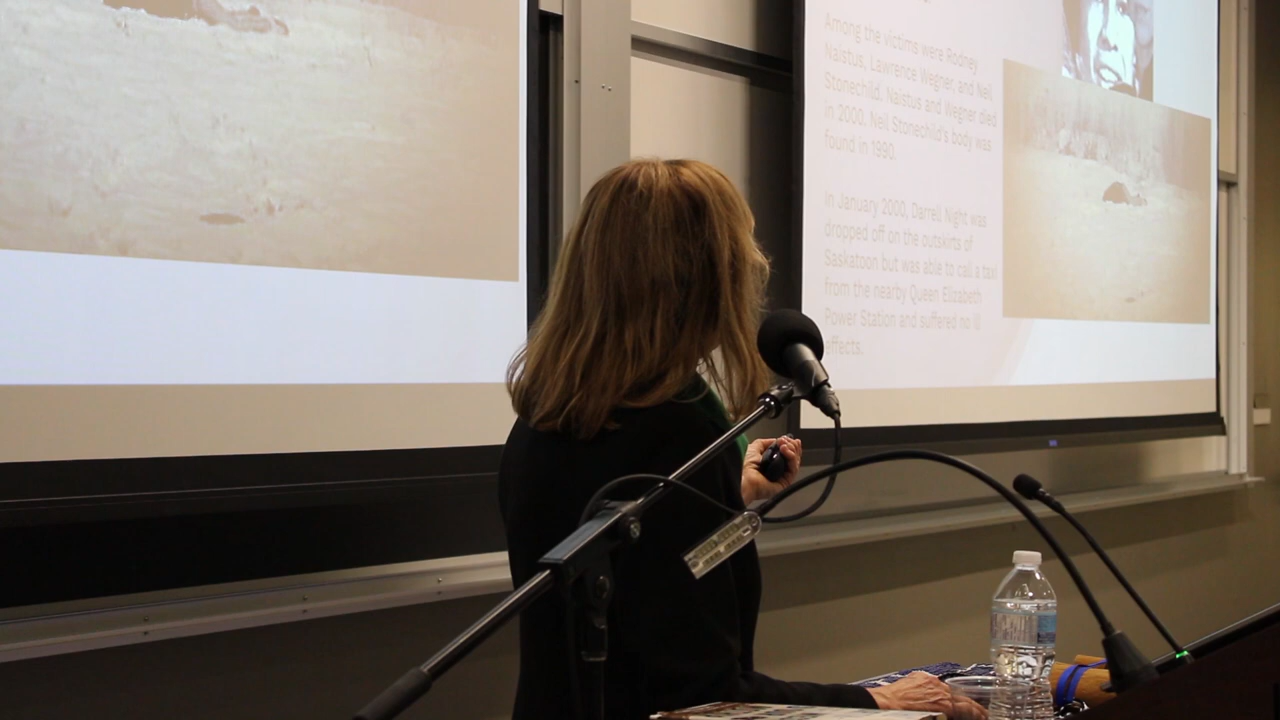 Among the victims were Rodney
Naistus, Lawrence Wegner, and Neil
Stonechild. Naistus and Wegner died
in 2000. Neil Stonechild's body was
found in 1990.
In January 2000, Darrell Night was
dropped off on the outskirts of
Saskatoon but was able to call a taxi
from the nearby Queen Elizabeth
Power Station and suffered no ill
effects.